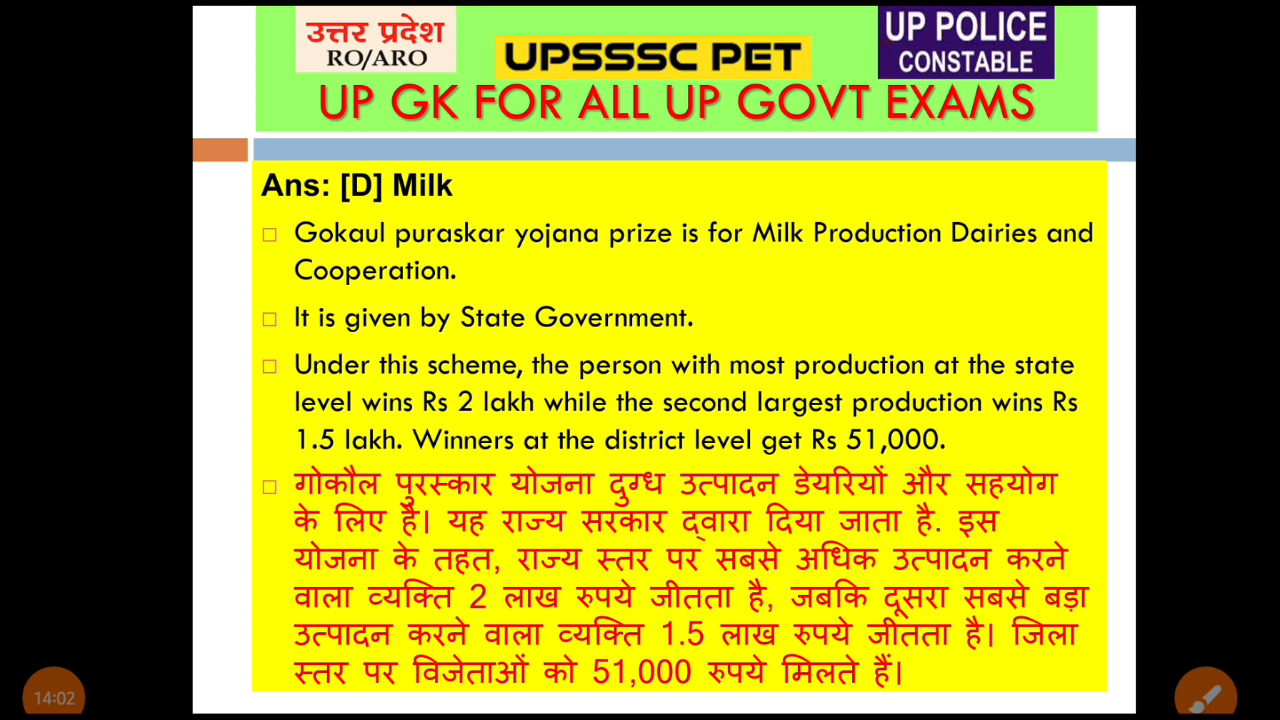 उत्तर प्रदेश
RO/ARO
UPSSSC PET
UP POLICE
CONSTABLE
UP GK FOR ALL UP GOVT EXAMS
Ans: [D] Milk
Gokaul puraskar yojana prize is for Milk Production Dairies and
Cooperation.
It is given by State Government.
Under this scheme, the person with most production at the state
level wins Rs 2 lakh while the second largest production wins Rs
1.5 lakh. Winners at the district level get Rs 51,000.
गोकौल पुरस्कार योजना दुग्ध उत्पादन डेयरियों और सहयोग
के लिए है। यह राज्य सरकार द्वारा दिया जाता है. इस
योजना के तहत, राज्य स्तर पर सबसे अधिक उत्पादन करने
वाला व्यक्ति 2 लाख रुपये जीतता है, जबकि दूसरा सबसे बड़ा
उत्पादन करने वाला व्यक्ति 1.5 लाख रुपये जीतता है। जिला
स्तर पर विजेताओं को 51,000 रुपये मिलते हैं।
14:02